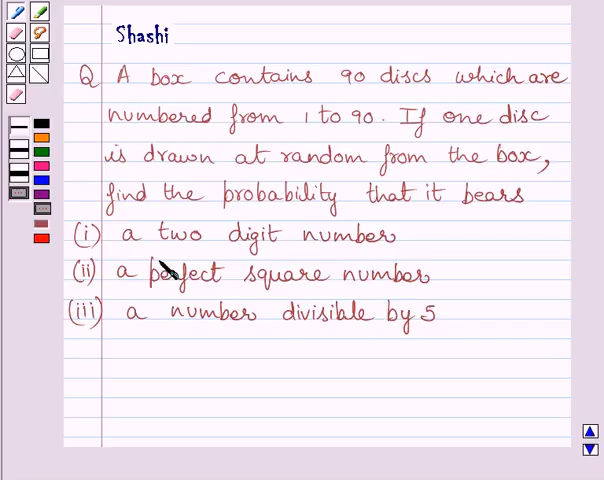 Shashi
Q A box contains 90 discs which are
numbered from 1 to 90. If one disc
is drawn at random from the box,
find the probability that it bears
(i) a two digit number
(ii) a perfect square number
(iii) a number divisible by 5